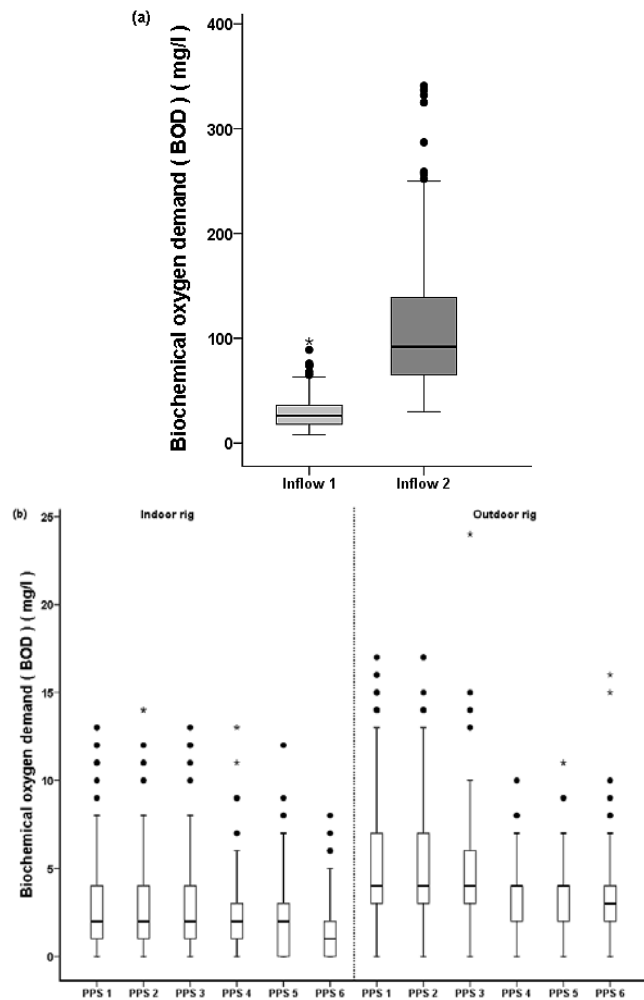 (a)
Biochemical oxygen demand ( BOD ) ( mg/l )
400
300
200
100
0
*
Inflow 1 Inflow 2
(b)
Indoor rig Outdoor rig
Biochemical oxygen demand ( BOD ) ( mg/l )
25
20
15
10
5
0
PPS 1 PPS 2 PPS 3 PPS 4 PPS 5 PPS 6 PPS 1 PPS 2 PPS 3 PPS 4 PPS 5 PPS 6